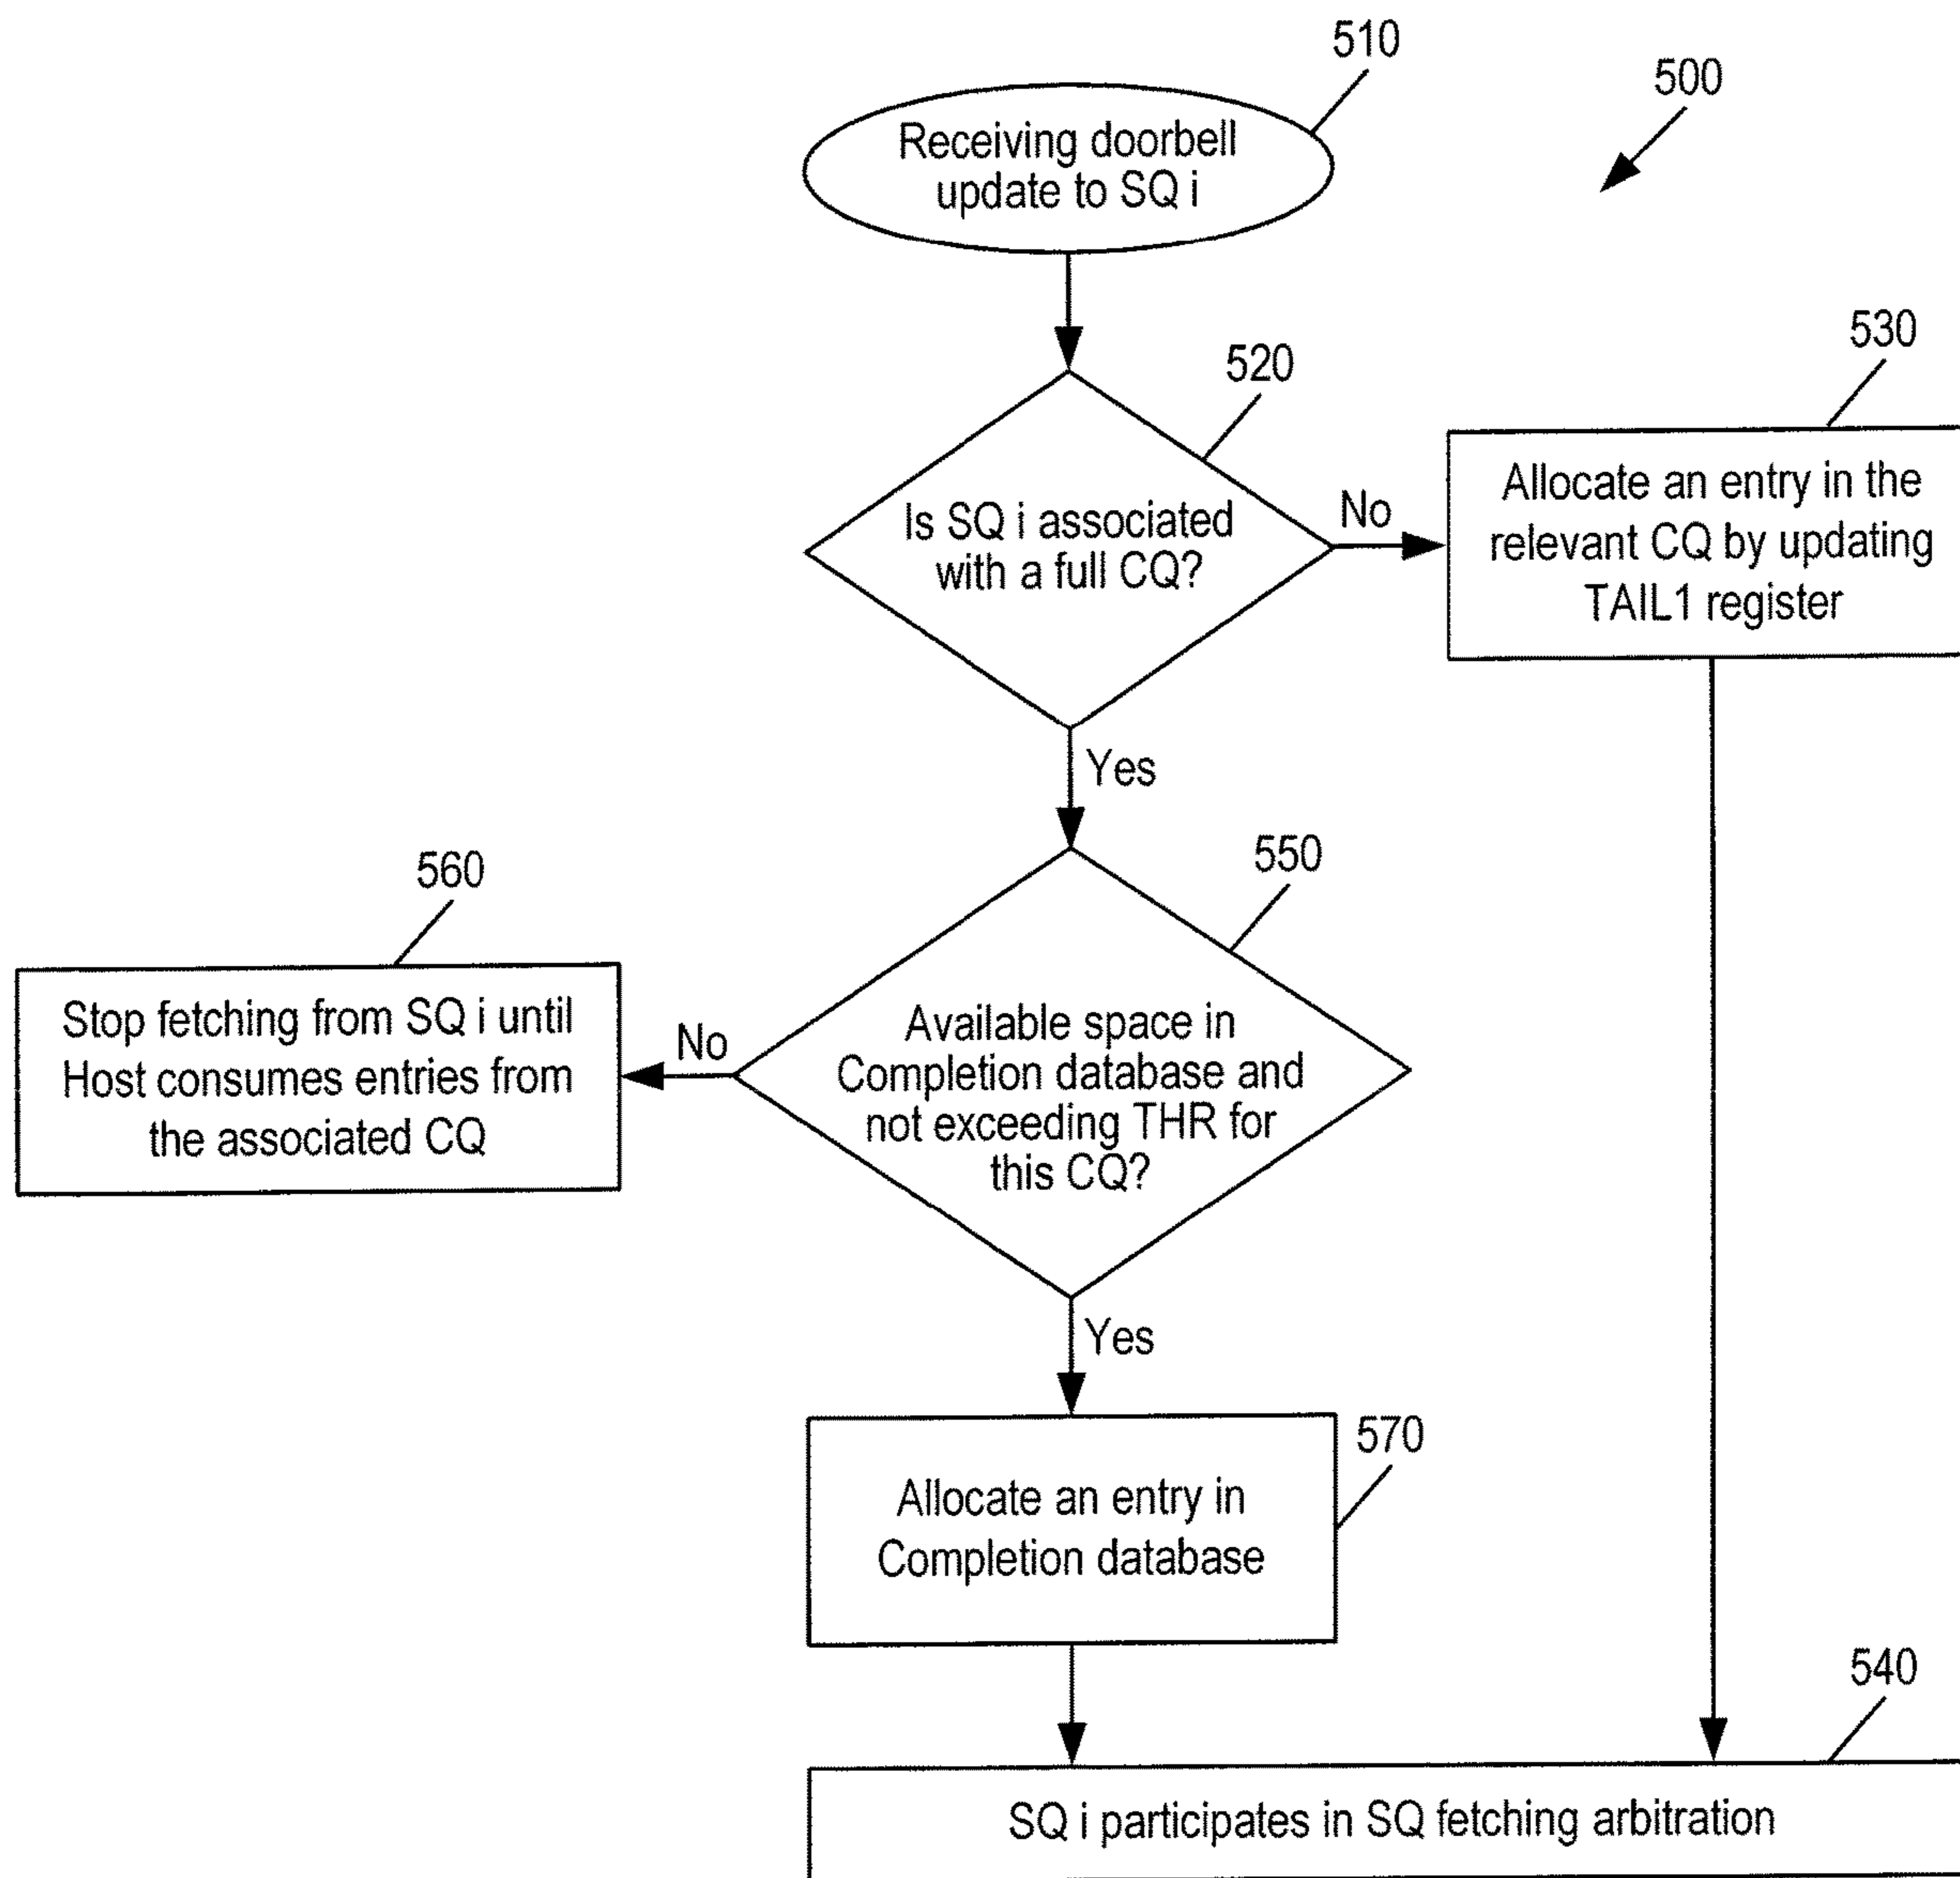 510
500
Receiving doorbell
update to SQ i
520
530
Is SQ i associated
with a full CQ?
No
Allocate an entry in the
relevant CQ by updating
TAIL1 register
Yes
560
550
Stop fetching from SQ i until
Host consumes entries from
the associated CQ
No
Available space in
Completion database and
not exceeding THR for
this CQ?
Yes
570
Allocate an entry in
Completion database
540
SQ i participates in SQ fetching arbitration